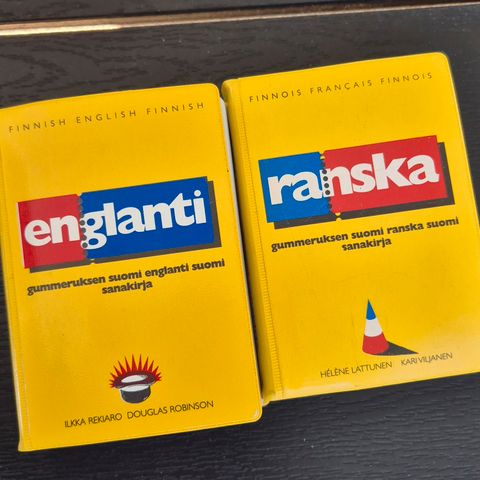 FINNISH ENGLISH FINNISH
englanti
gummeruksen suomi englanti suomi
sanakirja
ILKKA REKIARO DOUGLAS ROBINSON
FINNOIS FRANÇAIS FINNOIS
ranska
gummeruksen suomi ranska suomi
sanakirja
HÉLÈNE LATTUNEN KARI VILJANEN